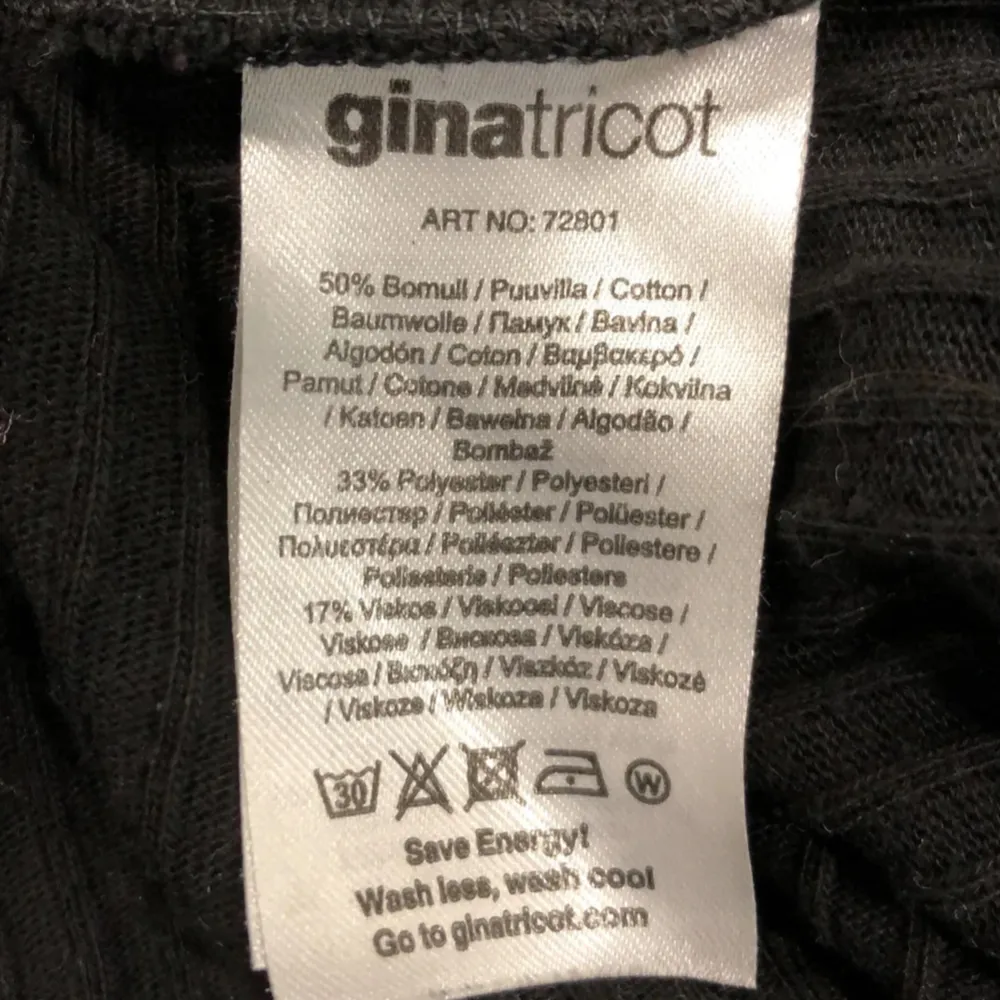 ginatricot
ART NO: 72801
50% Bomull / Puuvilla / Cotton /
Baumwolle / Памук / Bavlna /
Algodón / Coton / Βαμβακερό /
Pamut / Cotone / Medvilnė / Kokvilna
/ Katoen / Bawełna / Algodão /
Bombaž
33% Polyester / Polyesteri /
Полиестер / Poliéster / Polüester /
Πολυεστέρα / Poliészter / Poliestere /
Poliesteris / Poliestere
17% Viskos / Viskoosi / Viscose /
Viskose / Вискоза / Viskóza /
Viscosa / Βισκόζη / Viszkóz / Viskozė
/ Viskoze / Wiskoza / Viskoza
30 W
Save Energy!
Wash less, wash cool
Go to ginatricot.com